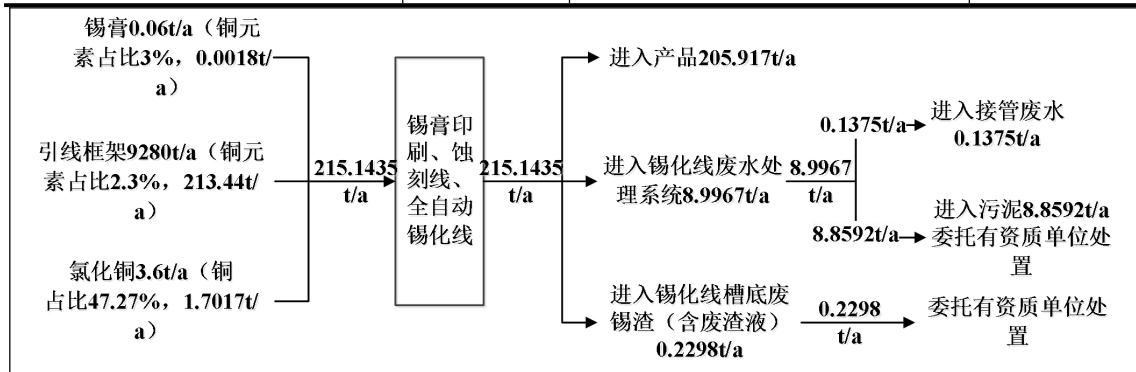 锡膏0.06t/a（铜元
素占比3%，0.0018t/
a）
引线框架9280t/a（铜元
素占比2.3%，213.44t/
a）
氯化铜3.6t/a（铜
占比47.27%，1.7017t/
a）
215.1435
t/a
锡膏印
刷、蚀
刻线、
全自动
锡化线
215.1435
t/a
进入产品205.917t/a
进入锡化线废水处
理系统8.9967t/a
8.9967
t/a
0.1375t/a
进入接管废水
0.1375t/a
8.8592t/a
进入污泥8.8592t/a
委托有资质单位处
置
进入锡化线槽底废
锡渣（含废渣液）
0.2298t/a
0.2298
t/a
委托有资质单位处
置